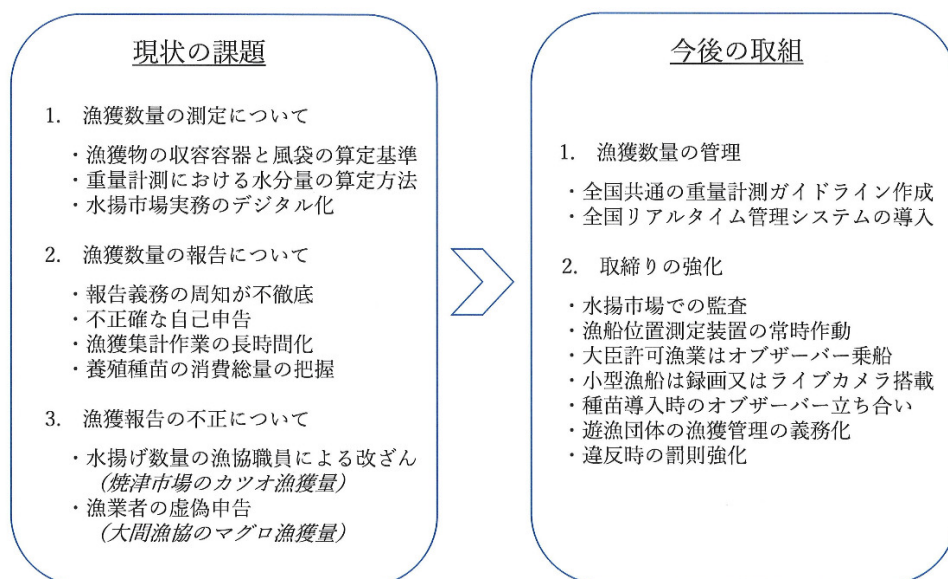 現状の課題
1. 漁獲数量の測定について
・漁獲物の収容容器と風袋の算定基準
・重量計測における水分量の算定方法
・水揚市場実務のデジタル化
2. 漁獲数量の報告について
・報告義務の周知が不徹底
・不正確な自己申告
・漁獲集計作業の長時間化
・養殖種苗の消費総量の把握
3. 漁獲報告の不正について
・水揚げ数量の漁協職員による改ざん
(焼津市場のカツオ漁獲量)
・漁業者の虚偽申告
(大間漁協のマグロ漁獲量)
今後の取組
1. 漁獲数量の管理
・全国共通の重量計測ガイドライン作成
・全国リアルタイム管理システムの導入
2. 取締りの強化
・水揚市場での監査
・漁船位置測定装置の常時作動
・大臣許可漁業はオブザーバー乗船
・小型漁船は録画又はライブカメラ搭載
・種苗導入時のオブザーバー立ち合い
・遊漁団体の漁獲管理の義務化
・違反時の罰則強化